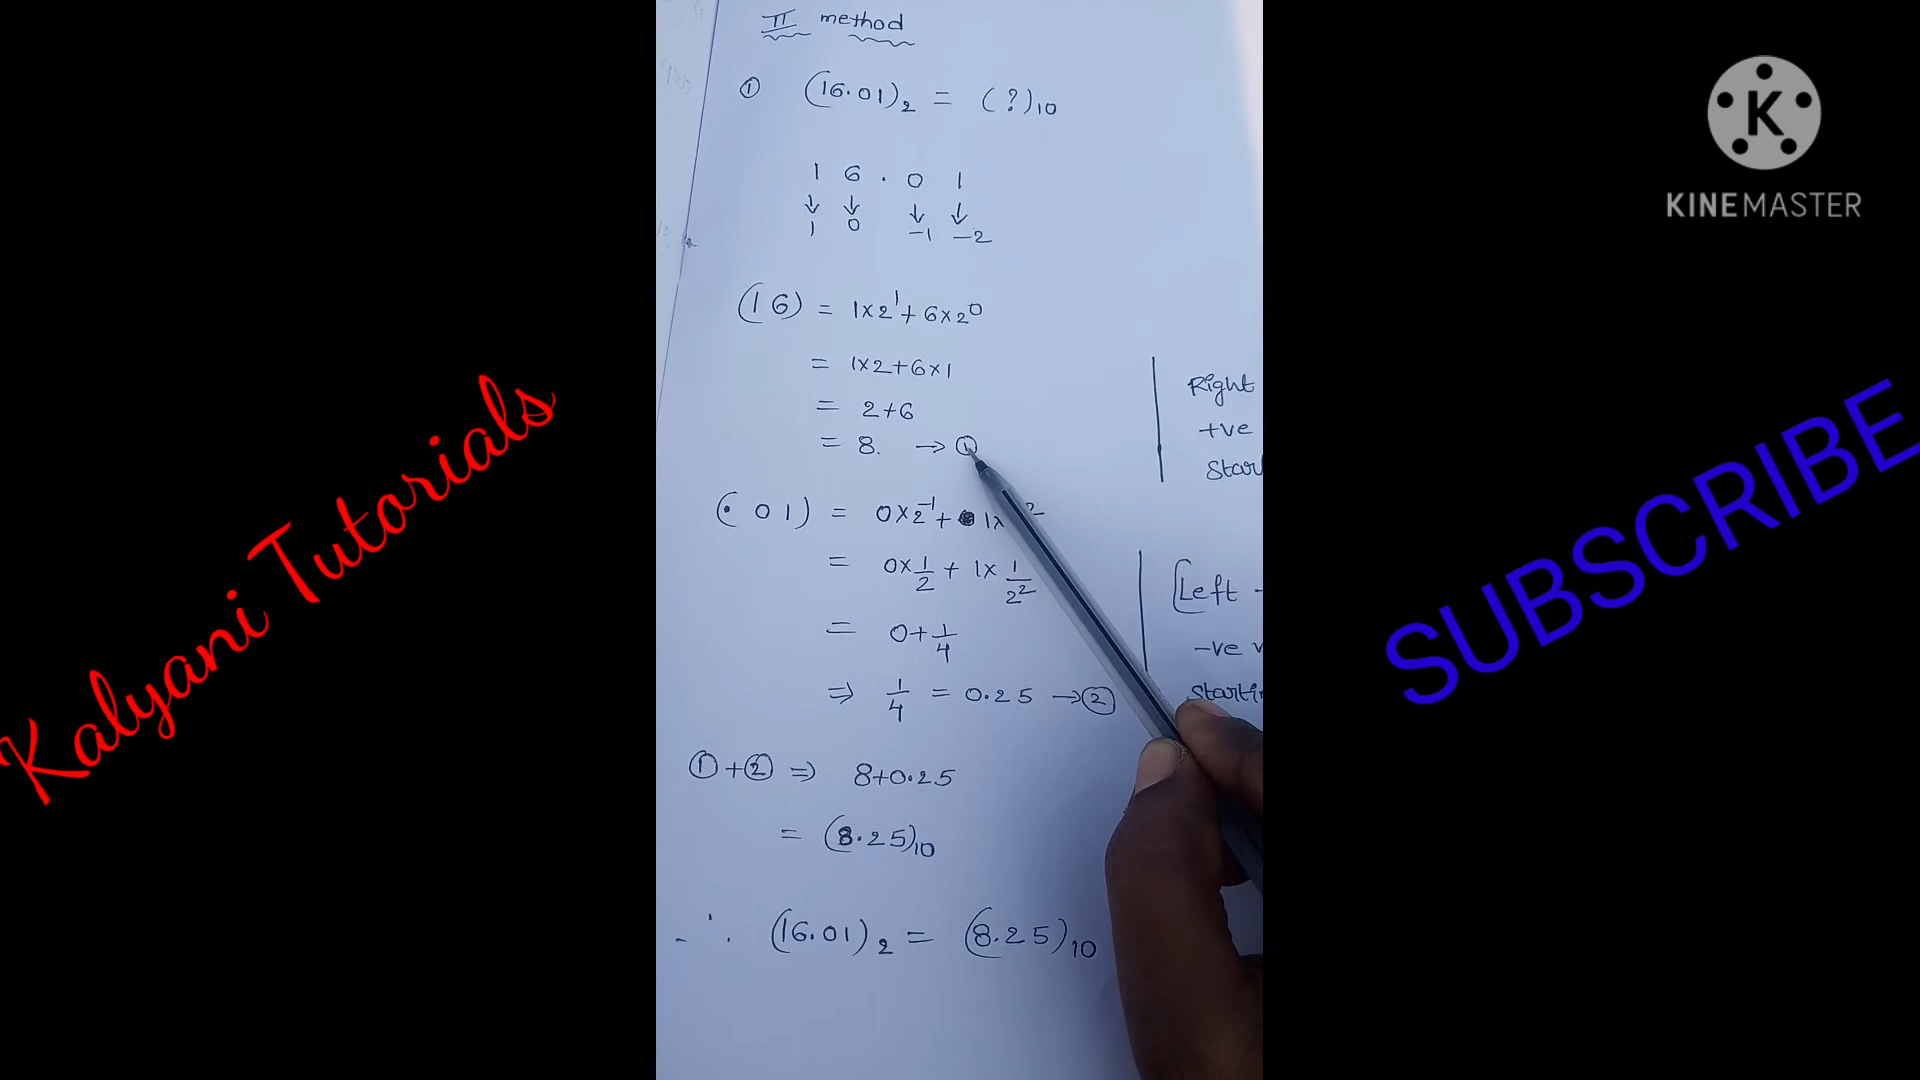 II method
① (16.01)₂ = (?)₁₀
1 6 . 0 1
↓ ↓ ↓ ↓
1 0 -1 -2
(16) = 1×2¹ + 6×2⁰
= 1×2+6×1
= 2+6
= 8. → ①
Right
+ve
(.01) = 0×2⁻¹ +
= 0×1/2 + 1×1/2²
= 0+1/4
⇒ 1/4 = 0.25 → ②
[Left -
-ve
①+② ⇒ 8+0.25
= (8.25)₁₀
∴ (16.01)₂ = (8.25)₁₀
Kalyani Tutorials
SUBSCRIBE
K
KINEMASTER